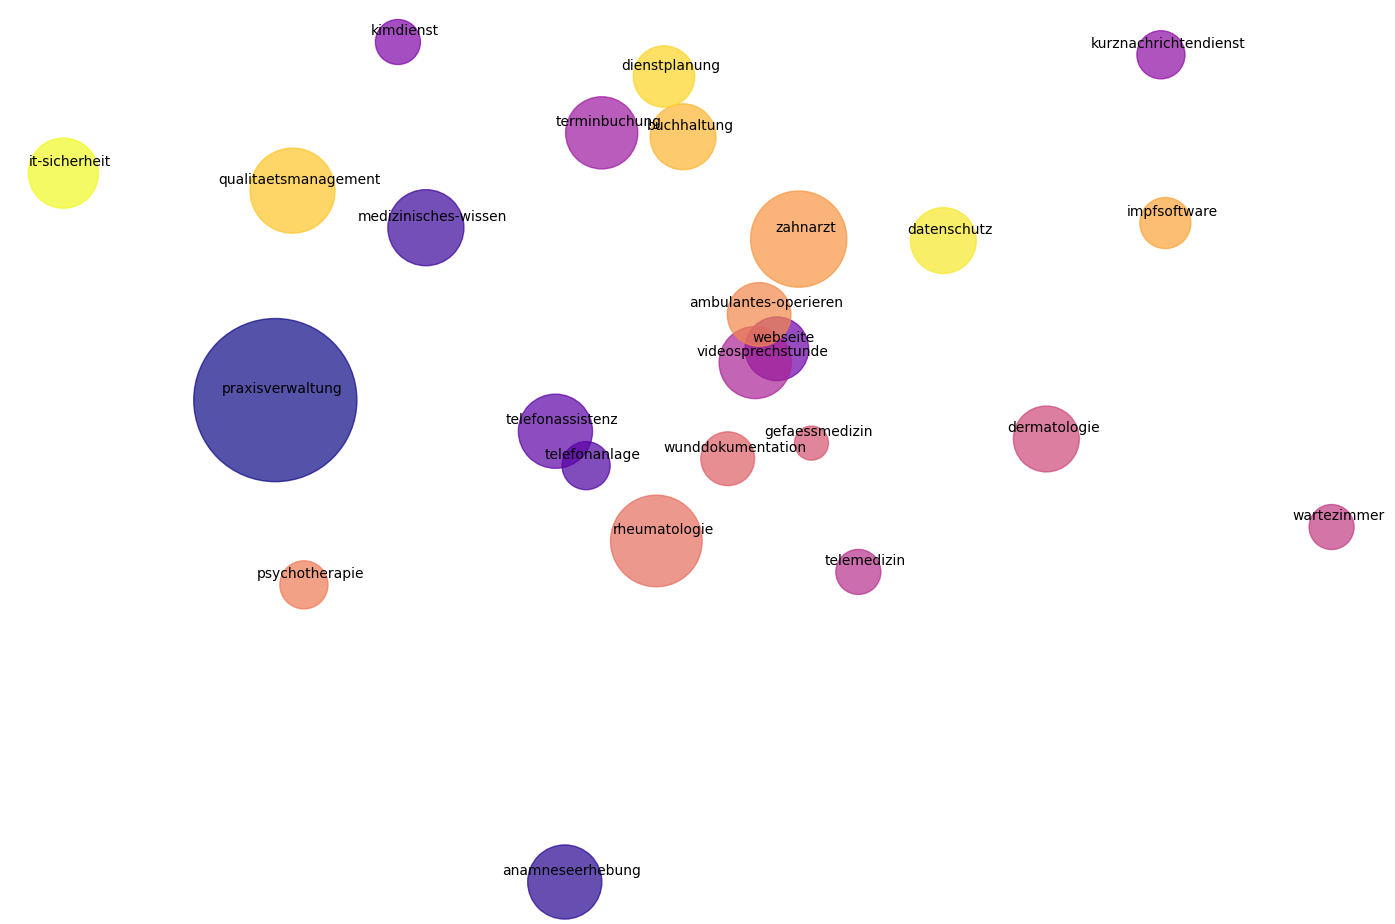 kimdienst
kurznachrichtendienst
dienstplanung
terminbuchung
buchhaltung
it-sicherheit
qualitaetsmanagement
impfsoftware
medizinisches-wissen
zahnarzt
datenschutz
ambulantes-operieren
webseite
videosprechstunde
praxisverwaltung
telefonassistenz
dermatologie
gefaessmedizin
wunddokumentation
telefonanlage
wartezimmer
rheumatologie
telemedizin
psychotherapie
anamneseerhebung